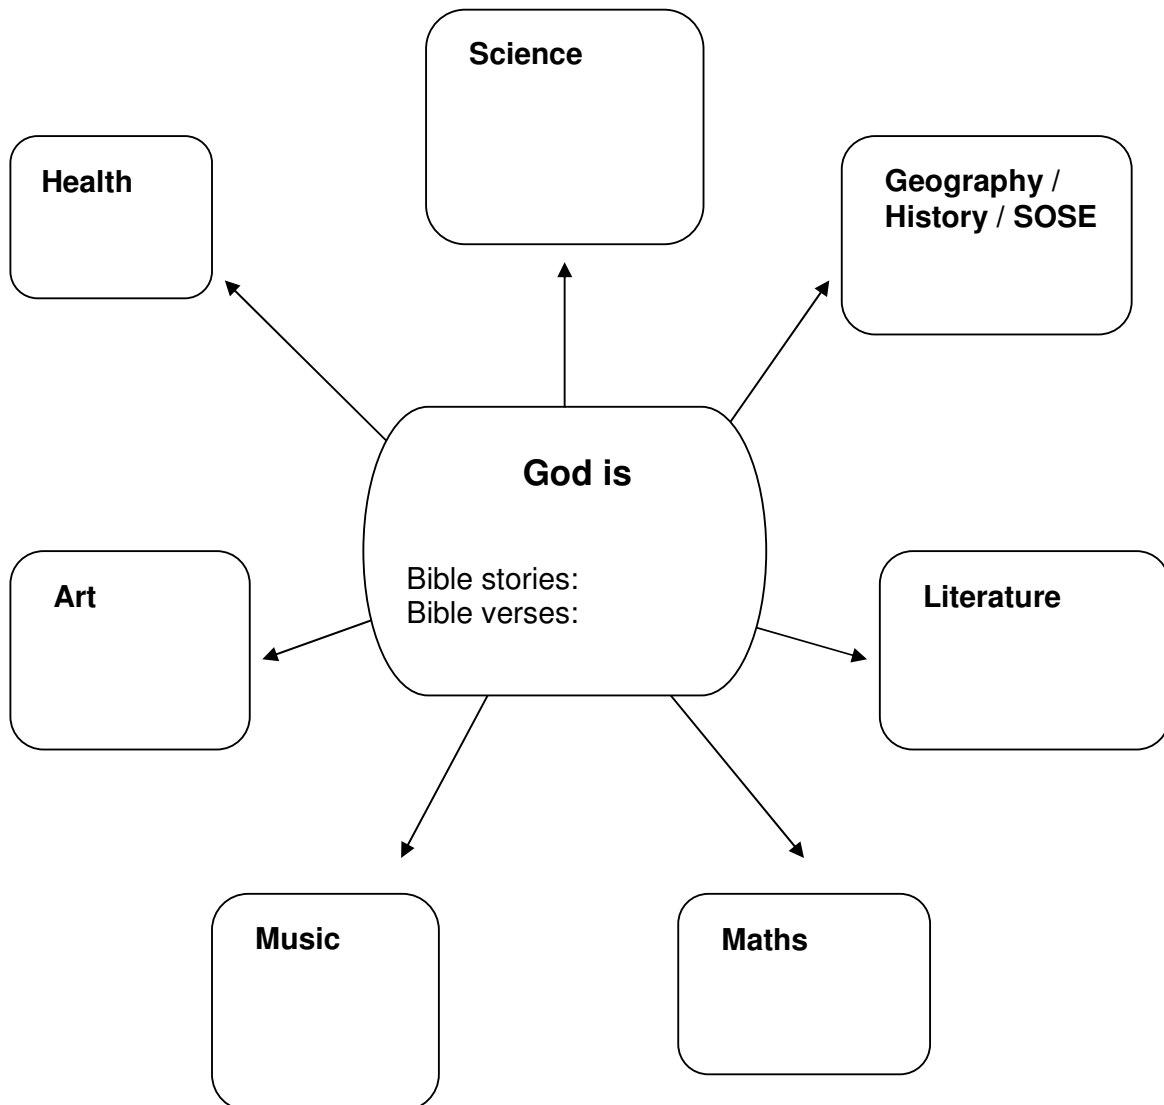 Science
Health
Geography /
History / SOSE
God is
Bible stories:
Bible verses:
Art
Literature
Music
Maths